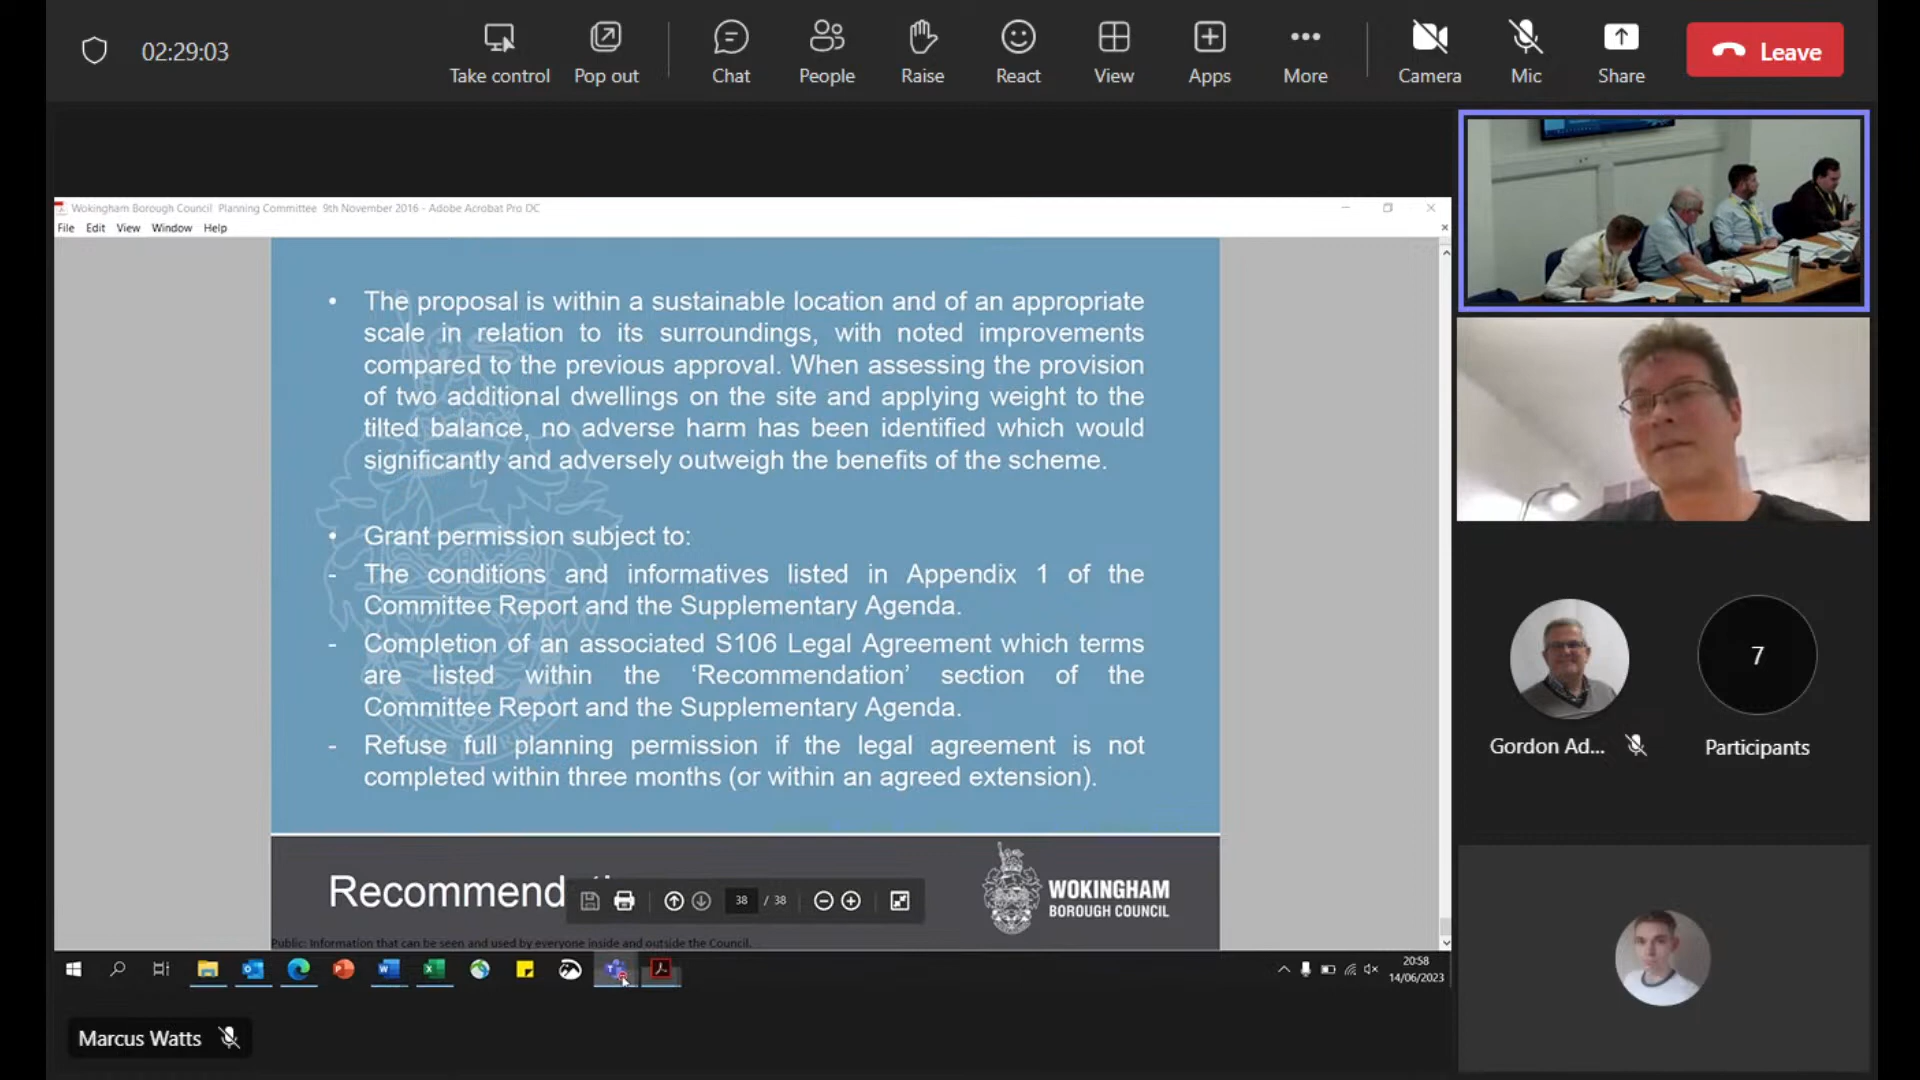 02:29:03
Take control
Pop out
Chat
People
Raise
React
View
Apps
More
Camera
Mic
Share
Leave
Wokingham Borough Council Planning Committee 9th November 2016 - Adobe Acrobat Pro DC
File Edit View Window Help
• The proposal is within a sustainable location and of an appropriate
scale in relation to its surroundings, with noted improvements
compared to the previous approval. When assessing the provision
of two additional dwellings on the site and applying weight to the
tilted balance, no adverse harm has been identified which would
significantly and adversely outweigh the benefits of the scheme.
• Grant permission subject to:
- The conditions and informatives listed in Appendix 1 of the
Committee Report and the Supplementary Agenda.
- Completion of an associated S106 Legal Agreement which terms
are listed within the ‘Recommendation’ section of the
Committee Report and the Supplementary Agenda.
- Refuse full planning permission if the legal agreement is not
completed within three months (or within an agreed extension).
Recommend
38 / 38
WOKINGHAM
BOROUGH COUNCIL
Public: Information that can be seen and used by everyone inside and outside the Council.
20:58
14/06/2023
Marcus Watts
Gordon Ad...
7
Participants